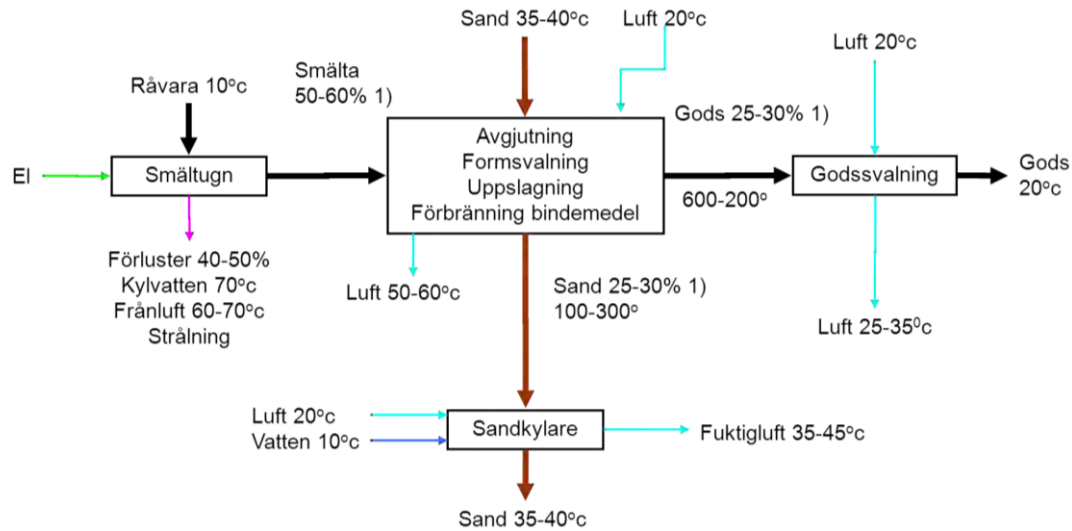 Sand 35-40°c
Luft 20°c
Luft 20°c
Råvara 10°c
Smälta
50-60% 1)
Gods 25-30% 1)
El
Smältugn
Avgjutning
Formsvalning
Uppslagning
Förbränning bindemedel
600-200°
Godssvalning
Gods
20°c
Förluster 40-50%
Kylvatten 70°c
Frånluft 60-70°c
Strålning
Luft 50-60°c
Sand 25-30% 1)
100-300°
Luft 25-35⁰c
Luft 20°c
Vatten 10°c
Sandkylare
Fuktigluft 35-45°c
Sand 35-40°c